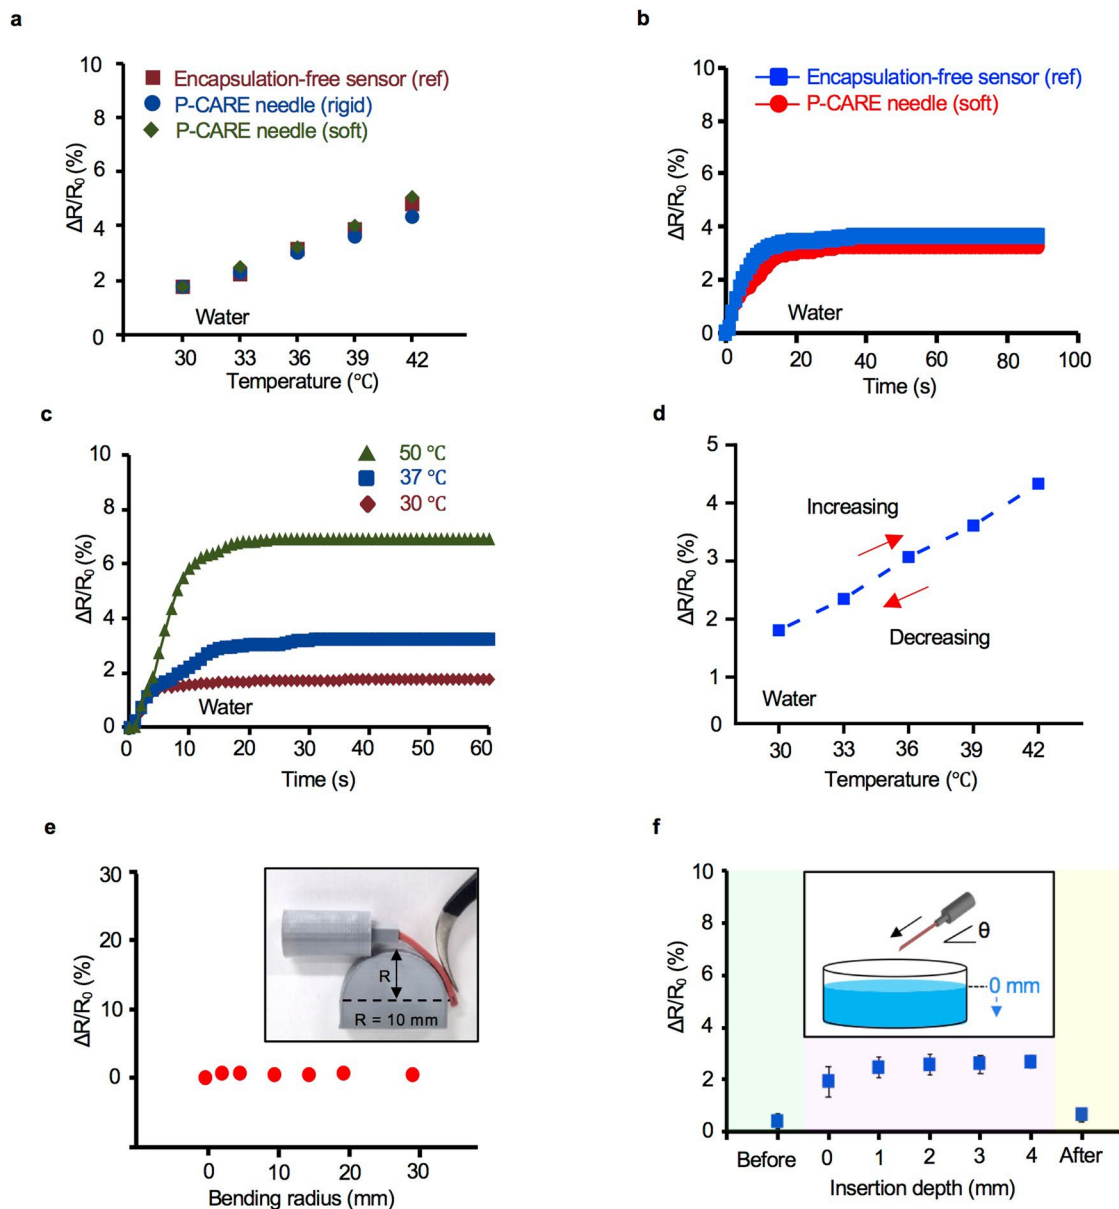 a
10
8
6
4
2
0
ΔR/R₀ (%)
Encapsulation-free sensor (ref)
P-CARE needle (rigid)
P-CARE needle (soft)
Water
30 33 36 39 42
Temperature (℃)
b
10
8
6
4
2
0
ΔR/R₀ (%)
Encapsulation-free sensor (ref)
P-CARE needle (soft)
Water
0 20 40 60 80 100
Time (s)
c
10
8
6
4
2
0
ΔR/R₀ (%)
50 ℃
37 ℃
30 ℃
Water
0 10 20 30 40 50 60
Time (s)
d
5
4
3
2
1
0
ΔR/R₀ (%)
Increasing
Decreasing
Water
30 33 36 39 42
Temperature (℃)
e
30
20
10
0
ΔR/R₀ (%)
R
R = 10 mm
0 10 20 30
Bending radius (mm)
f
10
8
6
4
2
0
ΔR/R₀ (%)
θ
0 mm
Before 0 1 2 3 4 After
Insertion depth (mm)